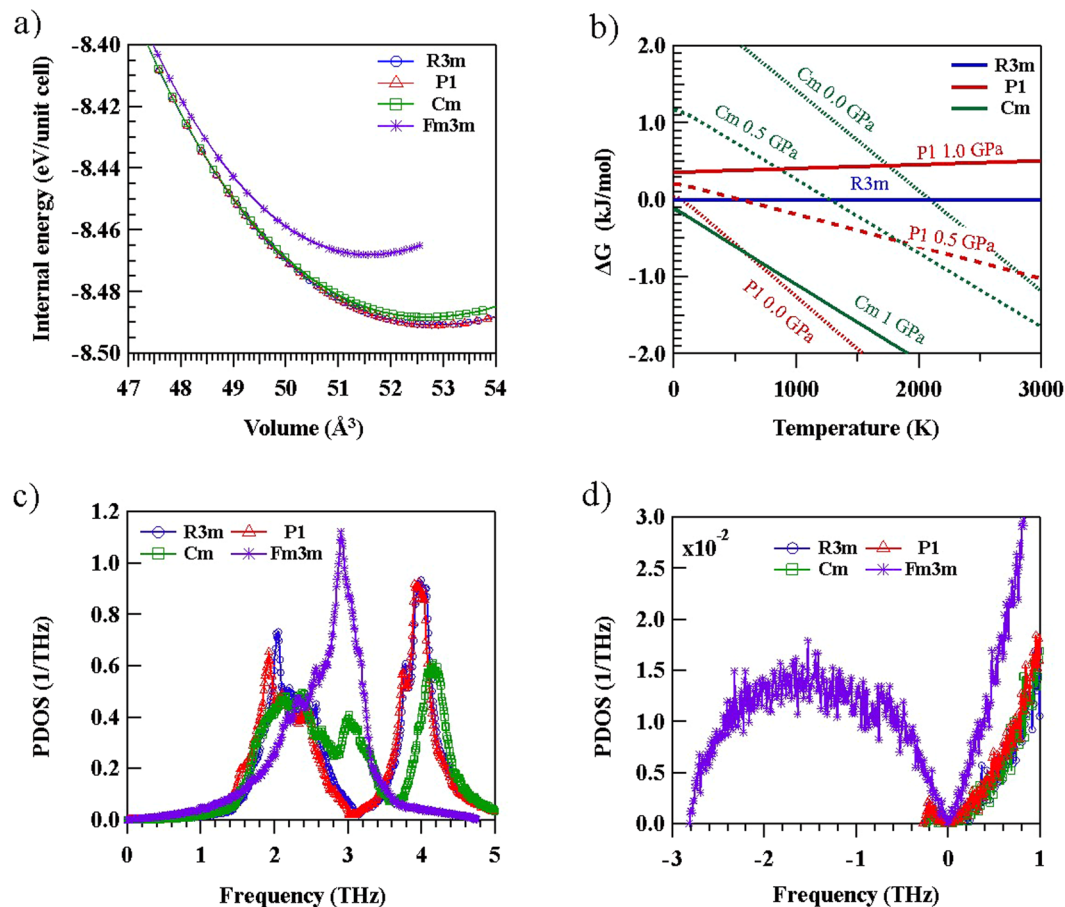 a)
-8.40
-8.42
-8.44
-8.46
-8.48
-8.50
Internal energy (eV/unit cell)
R3m
P1
Cm
Fm3m
47 48 49 50 51 52 53 54
Volume (Å³)
b)
2.0
1.0
0.0
-1.0
-2.0
ΔG (kJ/mol)
R3m
P1
Cm
Cm 0.0 GPa
Cm 0.5 GPa
P1 1.0 GPa
R3m
P1 0.5 GPa
P1 0.0 GPa
Cm 1 GPa
0 1000 2000 3000
Temperature (K)
c)
1.2
1.0
0.8
0.6
0.4
0.2
0.0
PDOS (1/THz)
R3m P1
Cm Fm3m
0 1 2 3 4 5
Frequency (THz)
d)
3.0
2.5
2.0
1.5
1.0
0.5
0.0
PDOS (1/THz)
x10⁻²
R3m P1
Cm Fm3m
-3 -2 -1 0 1
Frequency (THz)